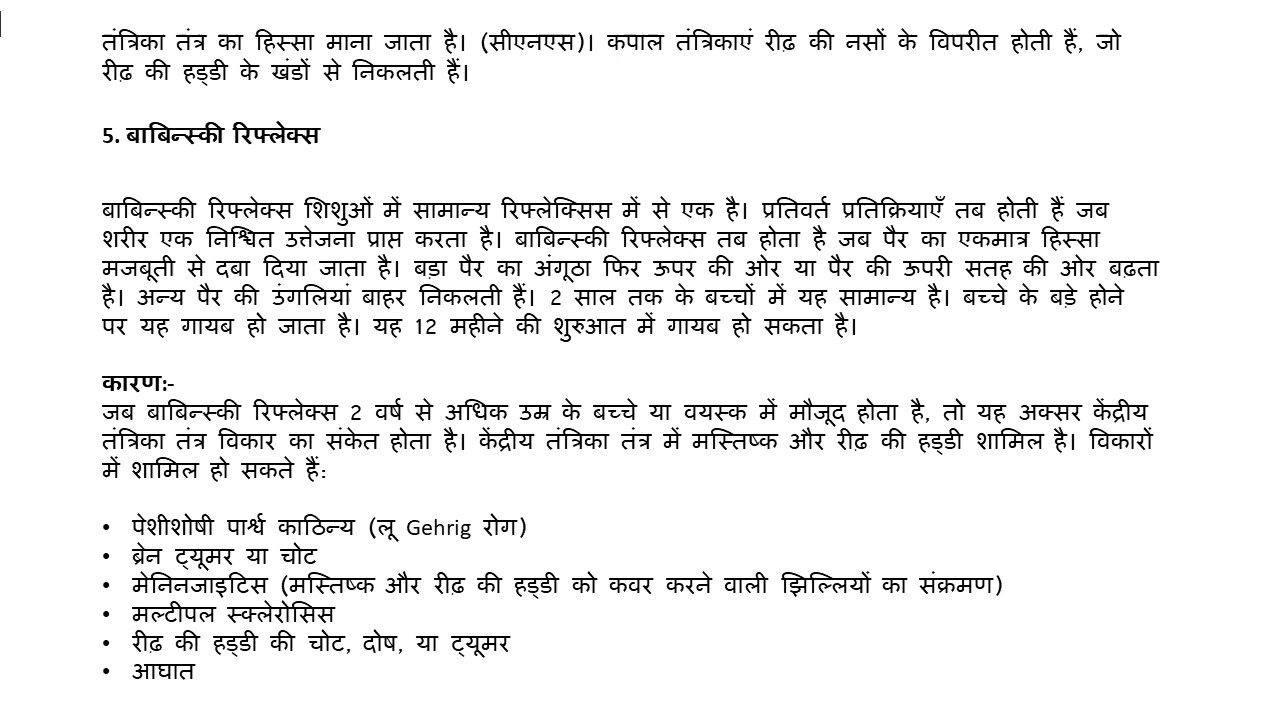 तंत्रिका तंत्र का हिस्सा माना जाता है। (सीएनएस)। कपाल तंत्रिकाएं रीढ़ की नसों के विपरीत होती हैं, जो
रीढ़ की हड्डी के खंडों से निकलती हैं।
5. बाबिन्स्की रिफ्लेक्स
बाबिन्स्की रिफ्लेक्स शिशुओं में सामान्य रिफ्लेक्सिस में से एक है। प्रतिवर्त प्रतिक्रियाएँ तब होती हैं जब
शरीर एक निश्चित उत्तेजना प्राप्त करता है। बाबिन्स्की रिफ्लेक्स तब होता है जब पैर का एकमात्र हिस्सा
मजबूती से दबा दिया जाता है। बड़ा पैर का अंगूठा फिर ऊपर की ओर या पैर की ऊपरी सतह की ओर बढ़ता
है। अन्य पैर की उंगलियां बाहर निकलती हैं। 2 साल तक के बच्चों में यह सामान्य है। बच्चे के बड़े होने
पर यह गायब हो जाता है। यह 12 महीने की शुरुआत में गायब हो सकता है।
कारण:-
जब बाबिन्स्की रिफ्लेक्स 2 वर्ष से अधिक उम्र के बच्चे या वयस्क में मौजूद होता है, तो यह अक्सर केंद्रीय
तंत्रिका तंत्र विकार का संकेत होता है। केंद्रीय तंत्रिका तंत्र में मस्तिष्क और रीढ़ की हड्डी शामिल है। विकारों
में शामिल हो सकते हैं:
• पेशीशोषी पार्श्व काठिन्य (लू Gehrig रोग)
• ब्रेन ट्यूमर या चोट
• मेनिनजाइटिस (मस्तिष्क और रीढ़ की हड्डी को कवर करने वाली झिल्लियों का संक्रमण)
• मल्टीपल स्क्लेरोसिस
• रीढ़ की हड्डी की चोट, दोष, या ट्यूमर
• आघात